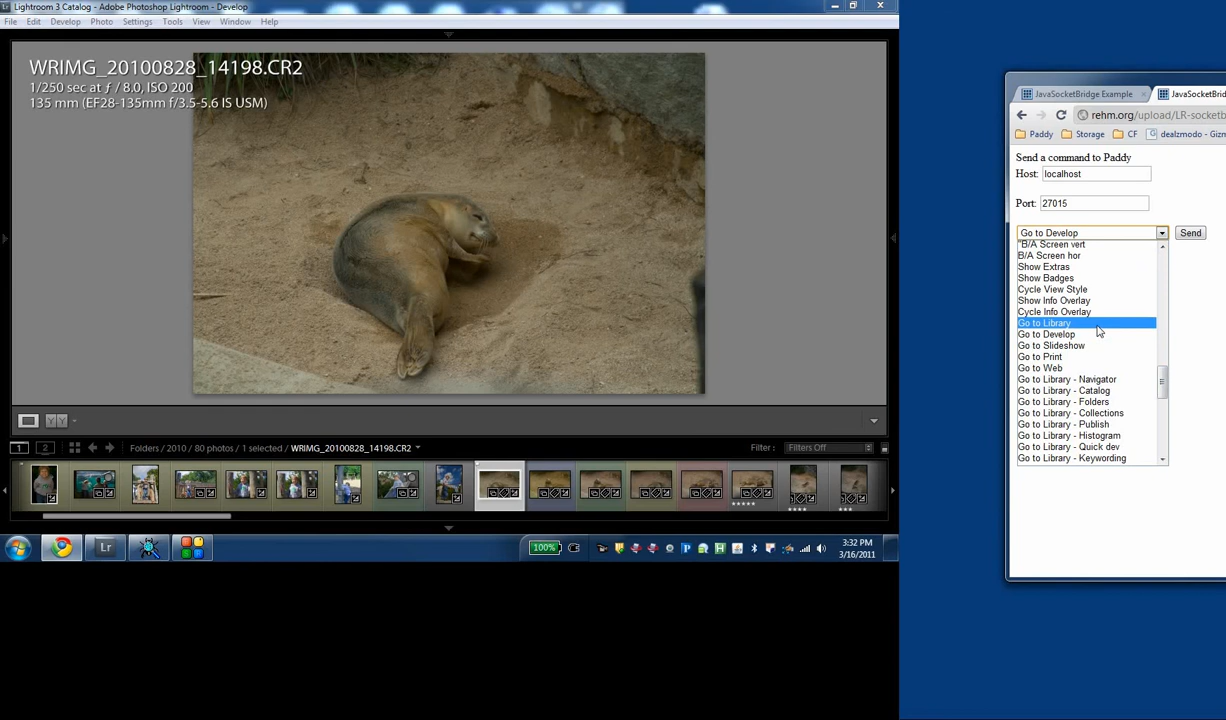 Lr Lightroom 3 Catalog - Adobe Photoshop Lightroom - Develop
File Edit Develop Photo Settings Tools View Window Help
WRIMG_20100828_14198.CR2
1/250 sec at ƒ / 8.0, ISO 200
135 mm (EF28-135mm f/3.5-5.6 IS USM)
1 2 Folders / 2010 / 80 photos / 1 selected / WRIMG_20100828_14198.CR2 Filter : Filters Off
Lr 100% 3:32 PM
3/16/2011
JavaSocketBridge Example JavaSocketBrid
rehm.org/upload/LR-socketb
Paddy Storage CF dealzmodo - Gizm
Send a command to Paddy
Host: localhost
Port: 27015
Go to Develop Send
"B/A Screen vert
B/A Screen hor
Show Extras
Show Badges
Cycle View Style
Show Info Overlay
Cycle Info Overlay
Go to Library
Go to Develop
Go to Slideshow
Go to Print
Go to Web
Go to Library - Navigator
Go to Library - Catalog
Go to Library - Folders
Go to Library - Collections
Go to Library - Publish
Go to Library - Histogram
Go to Library - Quick dev
Go to Library - Keywording